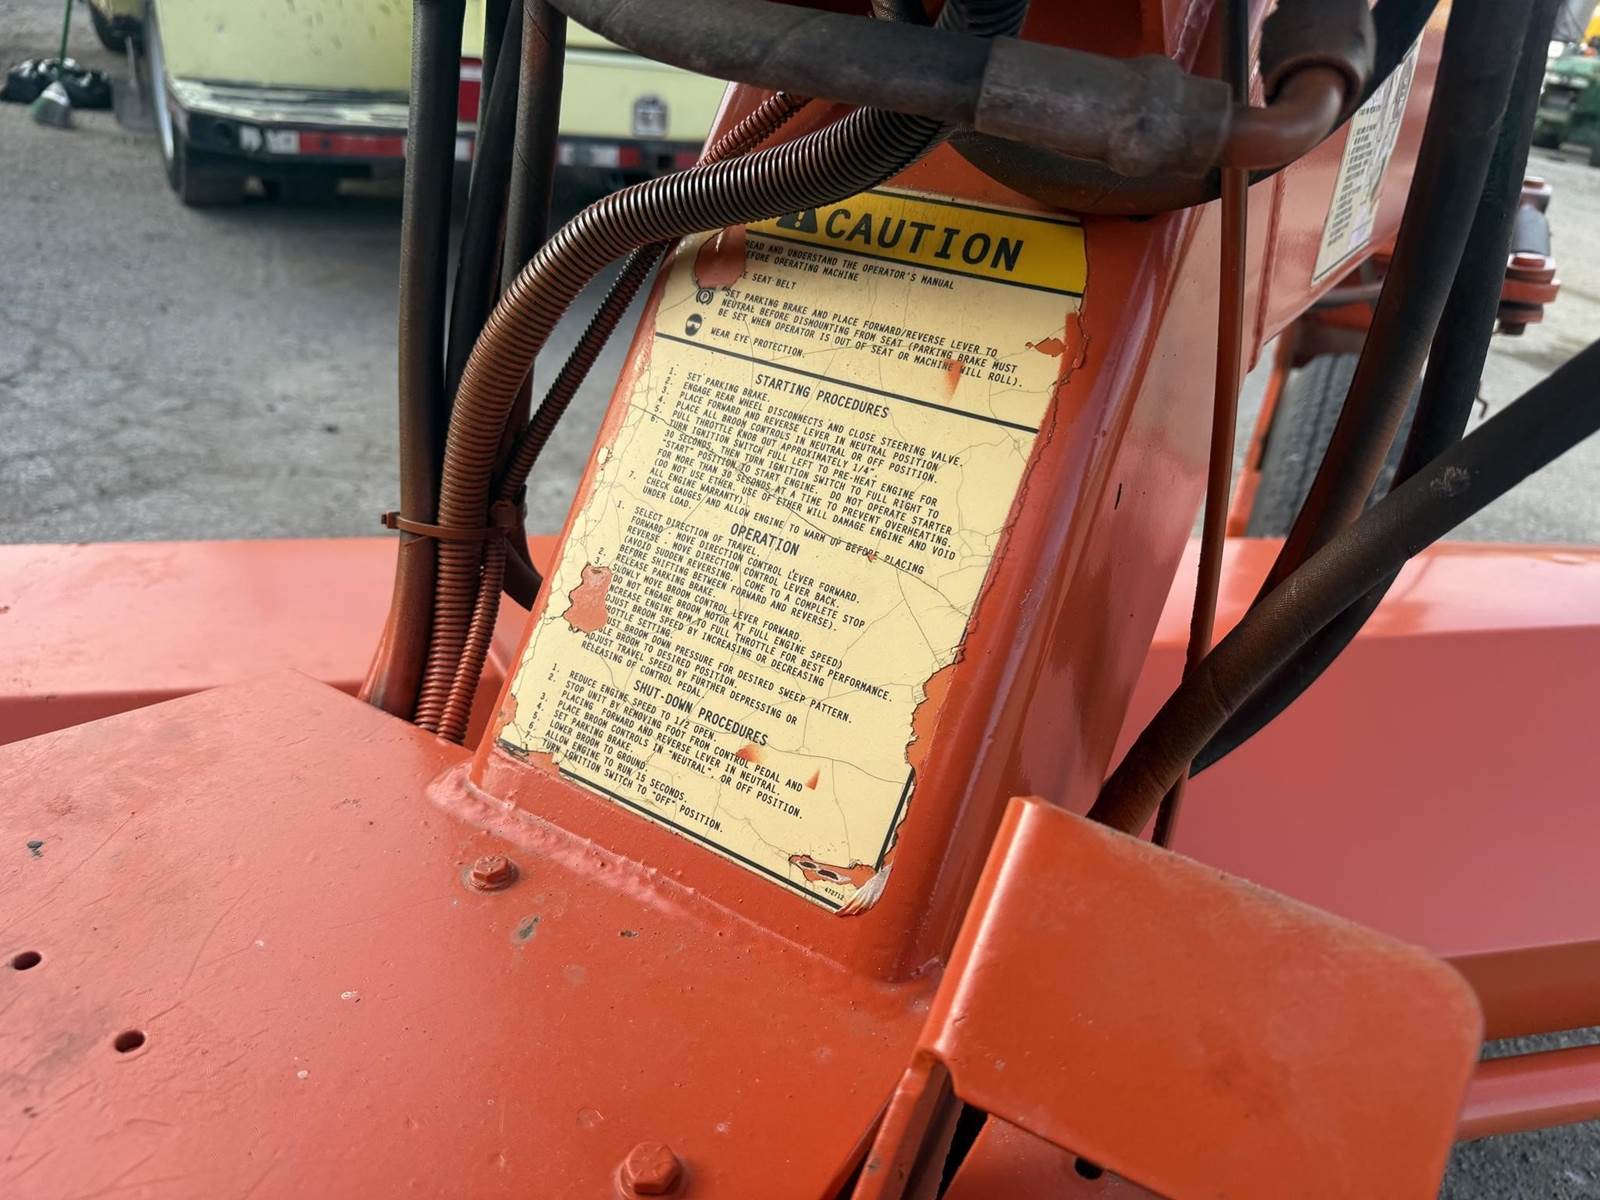 CAUTION
READ AND UNDERSTAND THE OPERATOR'S MANUAL
BEFORE OPERATING MACHINE
SEAT BELT
SET PARKING BRAKE AND PLACE FORWARD/REVERSE LEVER TO
NEUTRAL BEFORE DISMOUNTING FROM SEAT (PARKING BRAKE MUST
BE SET WHEN OPERATOR IS OUT OF SEAT OR MACHINE WILL ROLL).
WEAR EYE PROTECTION.
STARTING PROCEDURES
1. SET PARKING BRAKE.
2. ENGAGE REAR WHEEL DISCONNECTS AND CLOSE STEERING VALVE.
3. PLACE FORWARD AND REVERSE LEVER IN NEUTRAL POSITION
4. PLACE ALL BROOM CONTROLS IN NEUTRAL OR OFF POSITION.
5. PULL THROTTLE KNOB OUT APPROXIMATELY 1/4".
6. TURN IGNITION SWITCH FULL LEFT TO PRE-HEAT ENGINE FOR
30 SECONDS, THEN TURN IGNITION SWITCH TO FULL RIGHT TO
"START" POSITION TO START ENGINE. DO NOT OPERATE STARTER
FOR MORE THAN 30 SECONDS AT A TIME TO PREVENT OVERHEATING.
(DO NOT USE ETHER. USE OF ETHER WILL DAMAGE ENGINE AND VOID
ALL ENGINE WARRANTY)
7. CHECK GAUGES AND ALLOW ENGINE TO WARM UP BEFORE PLACING
UNDER LOAD.
OPERATION
1. SELECT DIRECTION OF TRAVEL.
FORWARD - MOVE DIRECTION CONTROL LEVER FORWARD.
REVERSE - MOVE DIRECTION CONTROL LEVER BACK.
(AVOID SUDDEN REVERSING. COME TO A COMPLETE STOP
BEFORE SHIFTING BETWEEN FORWARD AND REVERSE).
2. RELEASE PARKING BRAKE.
SLOWLY MOVE BROOM CONTROL LEVER FORWARD.
DO NOT ENGAGE BROOM MOTOR AT FULL ENGINE SPEED)
INCREASE ENGINE RPM TO FULL THROTTLE FOR BEST PERFORMANCE.
ADJUST BROOM SPEED BY INCREASING OR DECREASING
THROTTLE SETTING.
BROOM DOWN PRESSURE FOR DESIRED SWEEP PATTERN.
BROOM TO DESIRED POSITION.
ADJUST TRAVEL SPEED BY FURTHER DEPRESSING OR
RELEASING OF CONTROL PEDAL.
SHUT-DOWN PROCEDURES
1. REDUCE ENGINE SPEED TO 1/2 OPEN.
2. STOP UNIT BY REMOVING FOOT FROM CONTROL PEDAL AND
PLACING FORWARD AND REVERSE LEVER IN NEUTRAL.
3. PLACE BROOM CONTROLS IN "NEUTRAL", OR OFF POSITION.
4. SET PARKING BRAKE.
5. LOWER BROOM TO GROUND.
6. ALLOW ENGINE TO RUN 15 SECONDS.
TURN IGNITION SWITCH TO "OFF" POSITION.